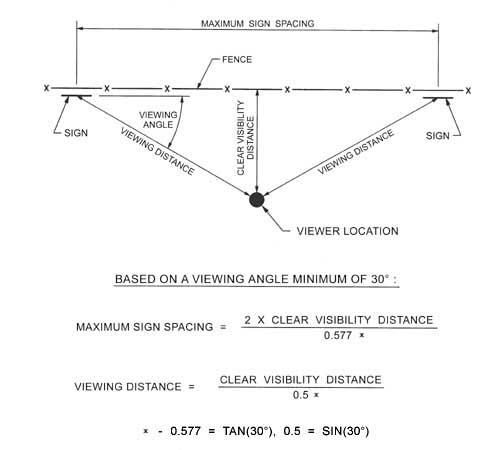 MAXIMUM SIGN SPACING
FENCE
x x x x x x x x
VIEWING
ANGLE
CLEAR VISIBILITY
DISTANCE
SIGN
VIEWING DISTANCE
VIEWING DISTANCE
SIGN
VIEWER LOCATION
BASED ON A VIEWING ANGLE MINIMUM OF 30° :
MAXIMUM SIGN SPACING = 2 X CLEAR VISIBILITY DISTANCE
0.577 x
VIEWING DISTANCE = CLEAR VISIBILITY DISTANCE
0.5 x
x - 0.577 = TAN(30°), 0.5 = SIN(30°)